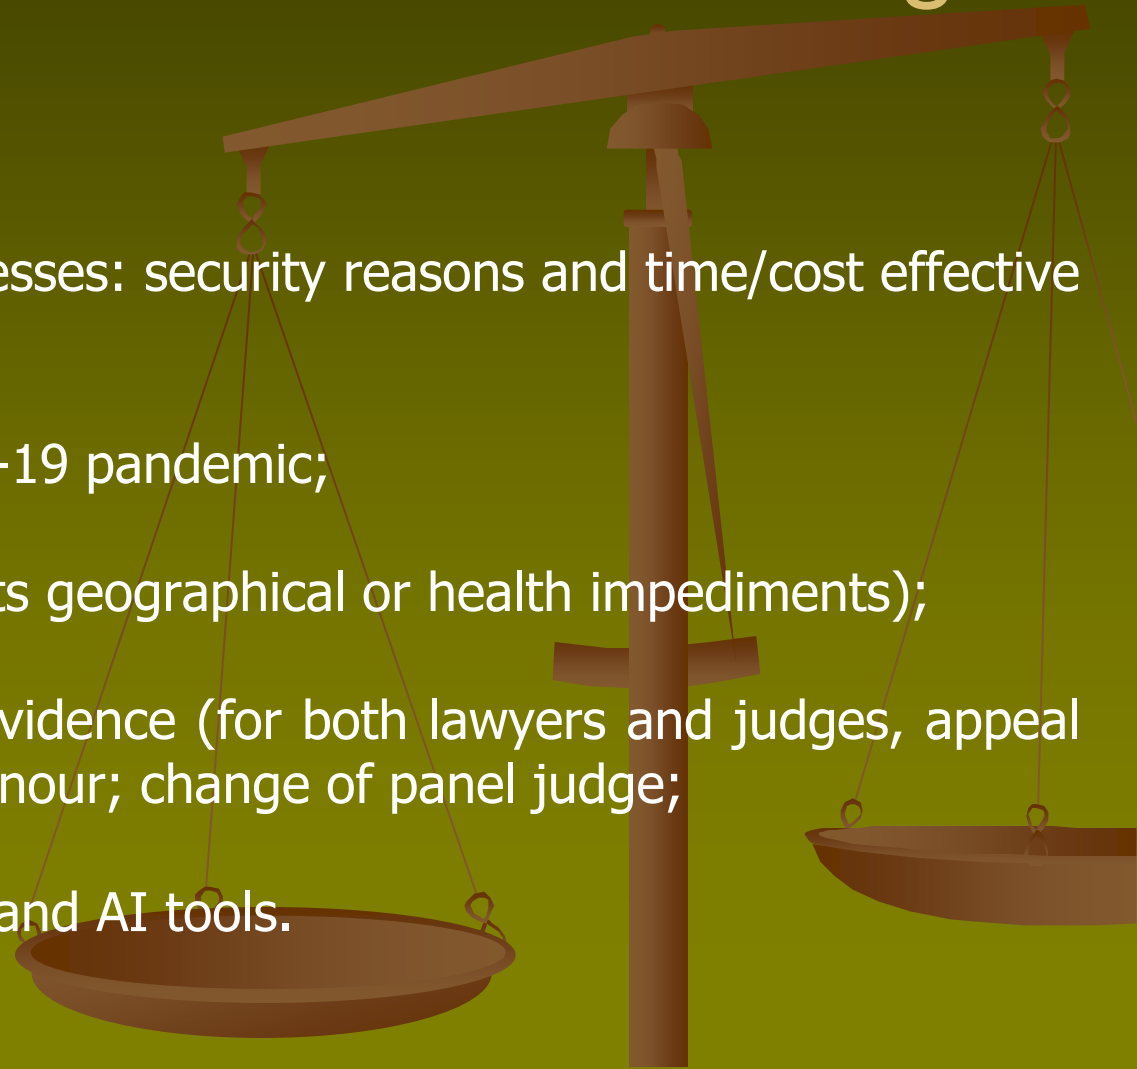 esses: security reasons and time/cost effective
-19 pandemic;
ts geographical or health impediments);
vidence (for both lawyers and judges, appeal
nour; change of panel judge;
and AI tools.